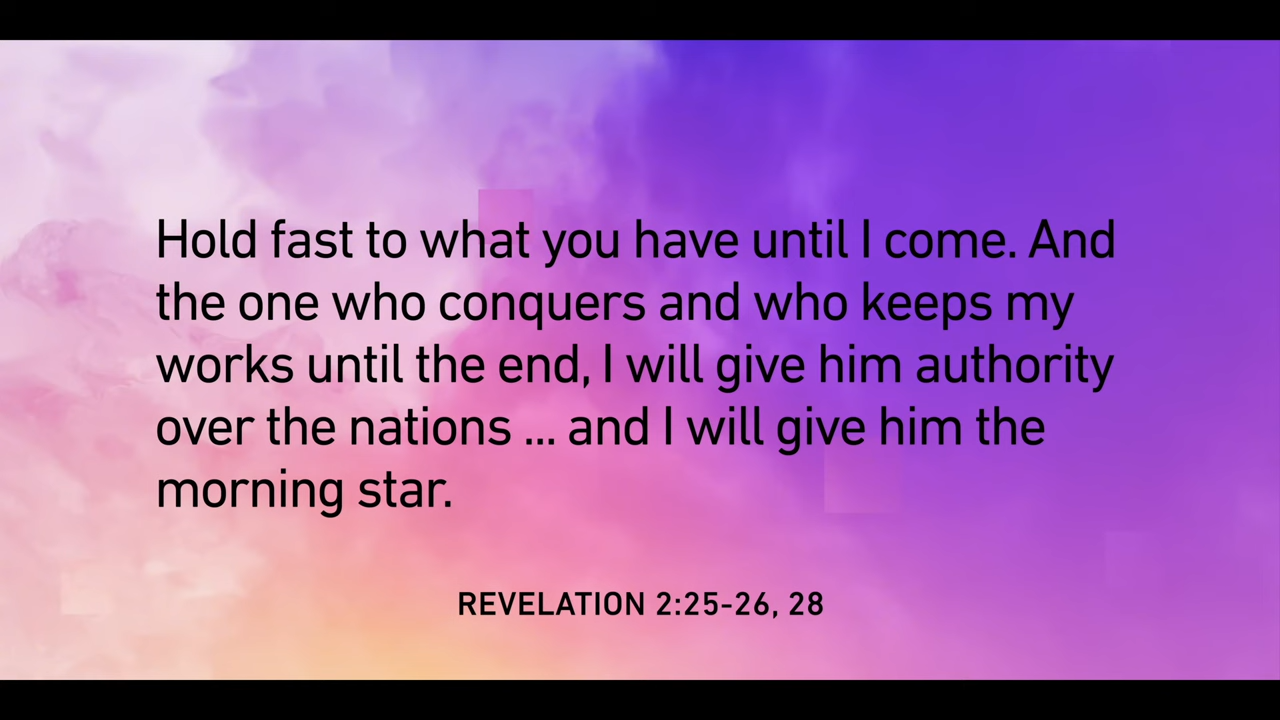 Hold fast to what you have until I come. And
the one who conquers and who keeps my
works until the end, I will give him authority
over the nations ... and I will give him the
morning star.
REVELATION 2:25-26, 28